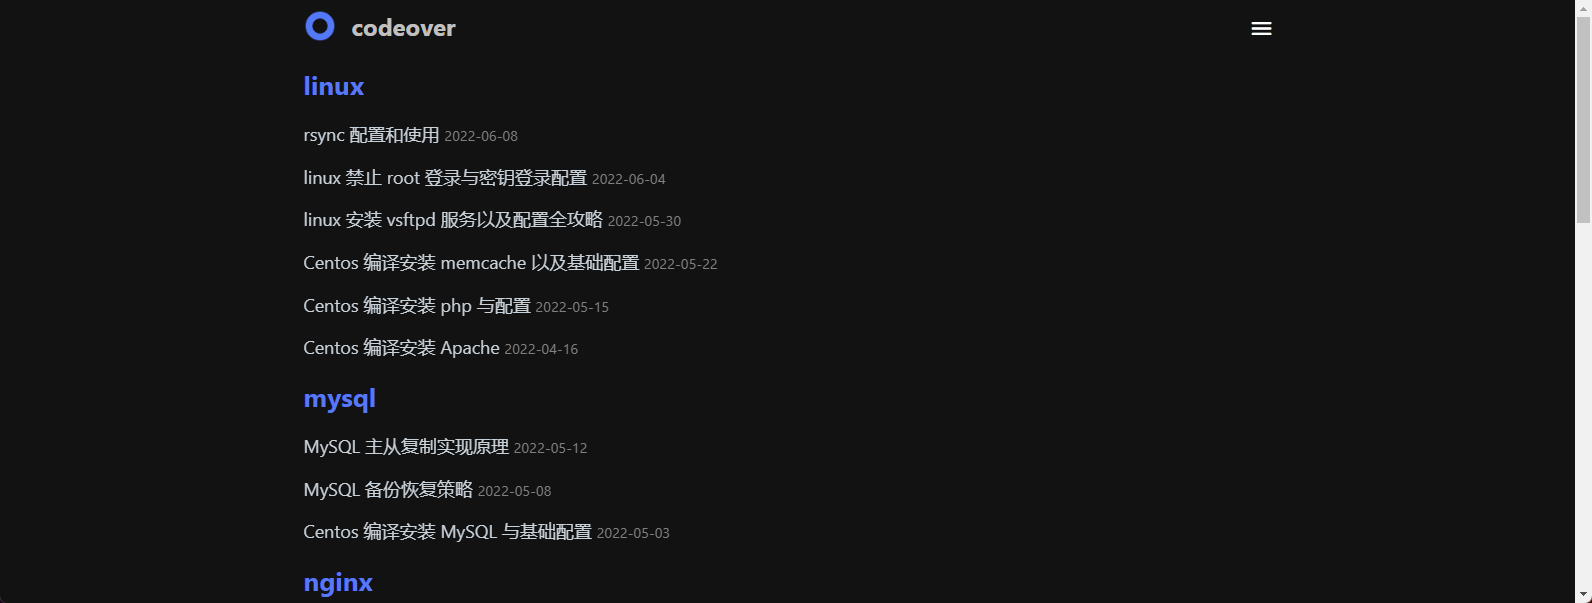 codeover
linux
rsync 配置和使用 2022-06-08
linux 禁止 root 登录与密钥登录配置 2022-06-04
linux 安装 vsftpd 服务以及配置全攻略 2022-05-30
Centos 编译安装 memcache 以及基础配置 2022-05-22
Centos 编译安装 php 与配置 2022-05-15
Centos 编译安装 Apache 2022-04-16
mysql
MySQL 主从复制实现原理 2022-05-12
MySQL 备份恢复策略 2022-05-08
Centos 编译安装 MySQL 与基础配置 2022-05-03
nginx